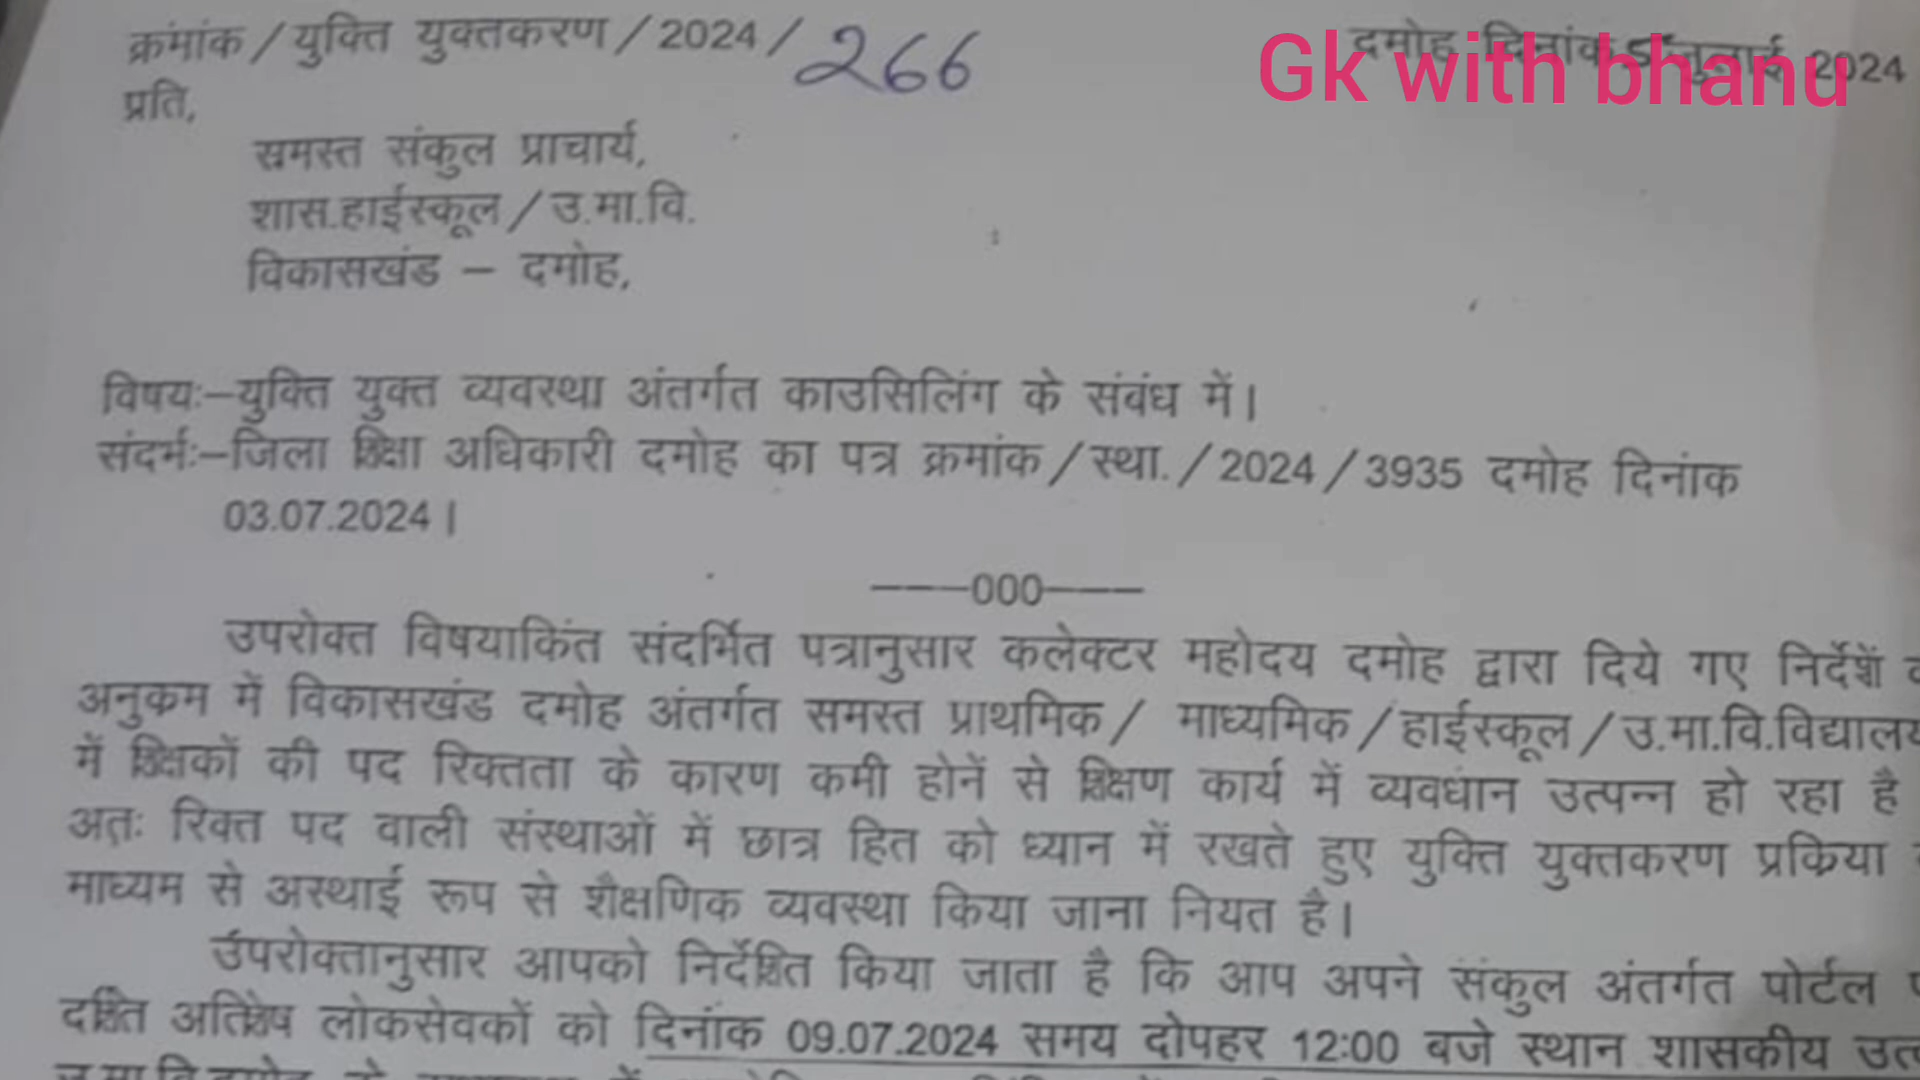 क्रमांक/युक्ति युक्तकरण/2024/266
दमोह दिनांक 5 जुलाई 2024
Gk with bhanu
प्रति,
समस्त संकुल प्राचार्य,
शास.हाईस्कूल/उ.मा.वि.
विकासखंड – दमोह,
विषयः–युक्ति युक्त व्यवस्था अंतर्गत काउसिलिंग के संबंध में।
संदर्भः–जिला शिक्षा अधिकारी दमोह का पत्र क्रमांक/स्था./2024/3935 दमोह दिनांक
03.07.2024।
———000———
उपरोक्त विषयाकिंत संदर्भित पत्रानुसार कलेक्टर महोदय दमोह द्वारा दिये गए निर्देशें
अनुक्रम में विकासखंड दमोह अंतर्गत समस्त प्राथमिक/ माध्यमिक/हाईस्कूल/उ.मा.वि.विद्यालय
में शिक्षकों की पद रिक्तता के कारण कमी होनें से शिक्षण कार्य में व्यवधान उत्पन्न हो रहा है
अतः रिक्त पद वाली संस्थाओं में छात्र हित को ध्यान में रखते हुए युक्ति युक्तकरण प्रक्रिया
माध्यम से अस्थाई रूप से शैक्षणिक व्यवस्था किया जाना नियत है।
उपरोक्तानुसार आपको निर्देशित किया जाता है कि आप अपने संकुल अंतर्गत पोर्टल
दर्शित अतिशेष लोकसेवकों को दिनांक 09.07.2024 समय दोपहर 12:00 बजे स्थान शासकीय